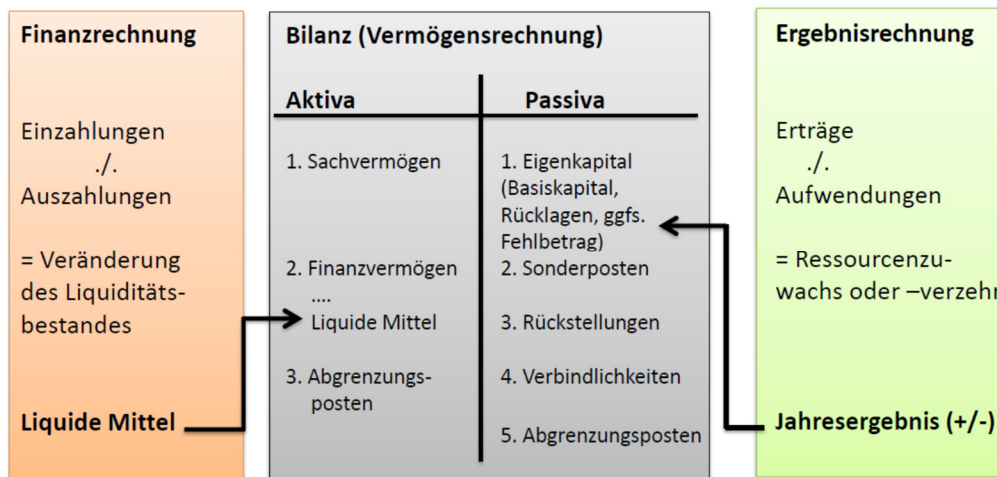 Finanzrechnung
Einzahlungen
./.
Auszahlungen
= Veränderung
des Liquiditäts-
bestandes
Liquide Mittel
Bilanz (Vermögensrechnung)
Aktiva
1. Sachvermögen
2. Finanzvermögen
....
Liquide Mittel
3. Abgrenzungs-
posten
Passiva
1. Eigenkapital
(Basiskapital,
Rücklagen, ggfs.
Fehlbetrag)
2. Sonderposten
3. Rückstellungen
4. Verbindlichkeiten
5. Abgrenzungsposten
Ergebnisrechnung
Erträge
./.
Aufwendungen
= Ressourcenzu-
wachs oder –verzehr
Jahresergebnis (+/-)